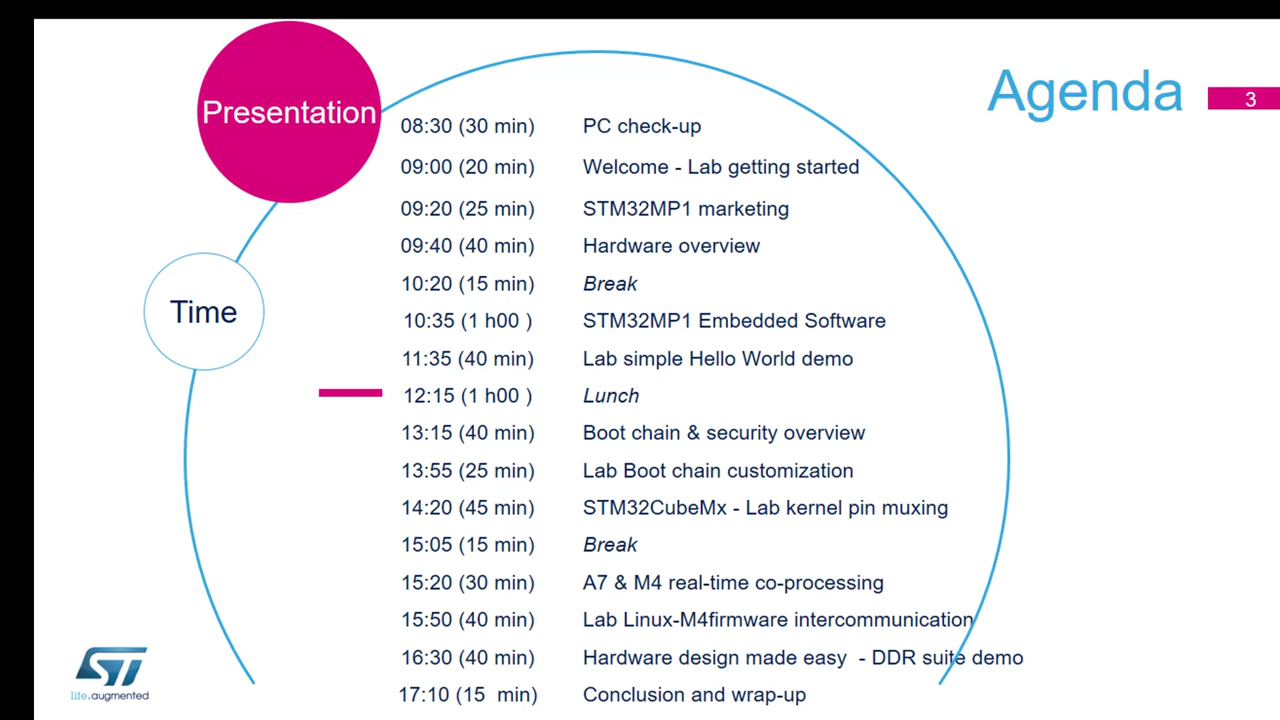 Agenda
3
Presentation
Time
08:30 (30 min) PC check-up
09:00 (20 min) Welcome - Lab getting started
09:20 (25 min) STM32MP1 marketing
09:40 (40 min) Hardware overview
10:20 (15 min) Break
10:35 (1 h00 ) STM32MP1 Embedded Software
11:35 (40 min) Lab simple Hello World demo
12:15 (1 h00 ) Lunch
13:15 (40 min) Boot chain & security overview
13:55 (25 min) Lab Boot chain customization
14:20 (45 min) STM32CubeMx - Lab kernel pin muxing
15:05 (15 min) Break
15:20 (30 min) A7 & M4 real-time co-processing
15:50 (40 min) Lab Linux-M4firmware intercommunication
16:30 (40 min) Hardware design made easy - DDR suite demo
17:10 (15 min) Conclusion and wrap-up
ST
life.augmented